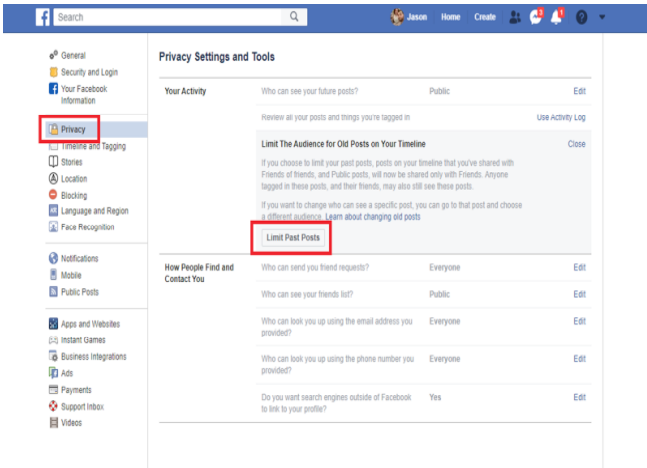 f
Search
Jason Home Create
3
1
General
Security and Login
Your Facebook
Information
Privacy
Timeline and Tagging
Stories
Location
Blocking
Language and Region
Face Recognition
Notifications
Mobile
Public Posts
Apps and Websites
Instant Games
Business Integrations
Ads
Payments
Support Inbox
Videos
Privacy Settings and Tools
Your Activity
Who can see your future posts? Public Edit
Review all your posts and things you're tagged in Use Activity Log
Limit The Audience for Old Posts on Your Timeline Close
If you choose to limit your past posts, posts on your timeline that you've shared with
Friends of friends, and Public posts, will now be shared only with Friends. Anyone
tagged in these posts, and their friends, may also still see these posts.
If you want to change who can see a specific post, you can go to that post and choose
a different audience. Learn about changing old posts
Limit Past Posts
How People Find and
Contact You
Who can send you friend requests? Everyone Edit
Who can see your friends list? Public Edit
Who can look you up using the email address you
provided?
Everyone Edit
Who can look you up using the phone number you
provided?
Everyone Edit
Do you want search engines outside of Facebook
to link to your profile?
Yes Edit